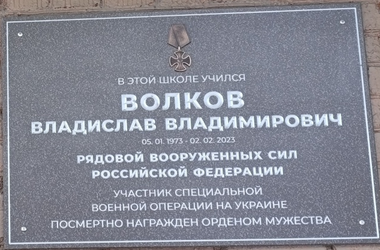 В ЭТОЙ ШКОЛЕ УЧИЛСЯ
ВОЛКОВ
ВЛАДИСЛАВ ВЛАДИМИРОВИЧ
05. 01. 1973 - 02. 02. 2023
РЯДОВОЙ ВООРУЖЕННЫХ СИЛ
РОССИЙСКОЙ ФЕДЕРАЦИИ
УЧАСТНИК СПЕЦИАЛЬНОЙ
ВОЕННОЙ ОПЕРАЦИИ НА УКРАИНЕ
ПОСМЕРТНО НАГРАЖДЕН ОРДЕНОМ МУЖЕСТВА